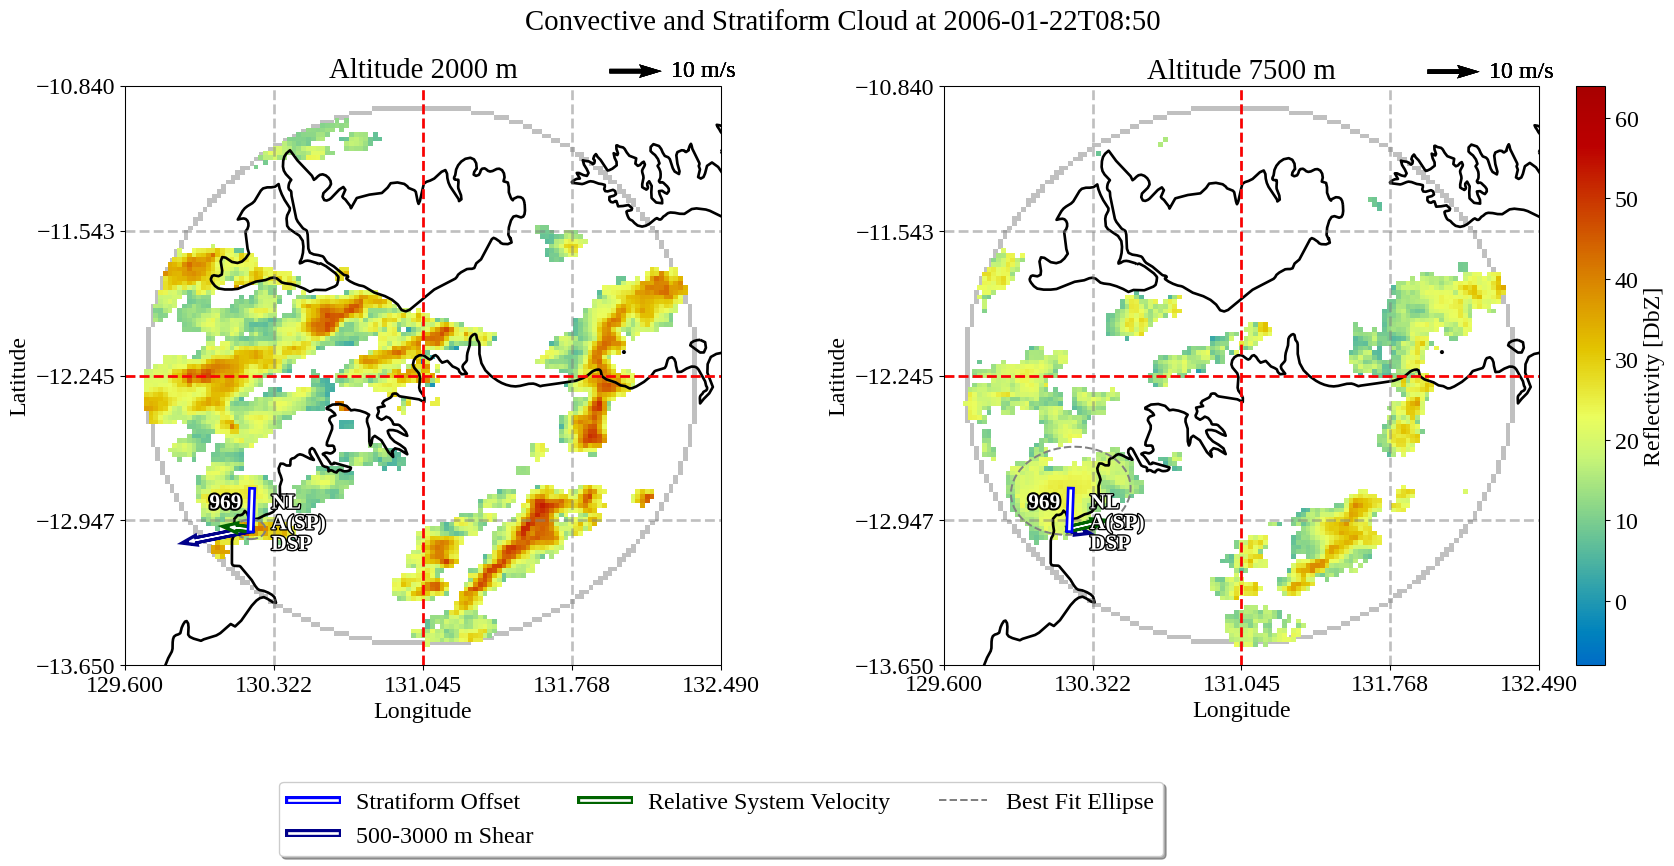 Convective and Stratiform Cloud at 2006-01-22T08:50
Altitude 2000 m
10 m/s
Altitude 7500 m
10 m/s
−10.840
−11.543
−12.245
−12.947
−13.650
129.600
130.322
131.045
131.768
132.490
Latitude
Longitude
969
NL
A(SP)
DSP
−10.840
−11.543
−12.245
−12.947
−13.650
129.600
130.322
131.045
131.768
132.490
Latitude
Longitude
969
NL
A(SP)
DSP
60
50
40
30
20
10
0
Reflectivity [DbZ]
Stratiform Offset
500-3000 m Shear
Relative System Velocity
Best Fit Ellipse